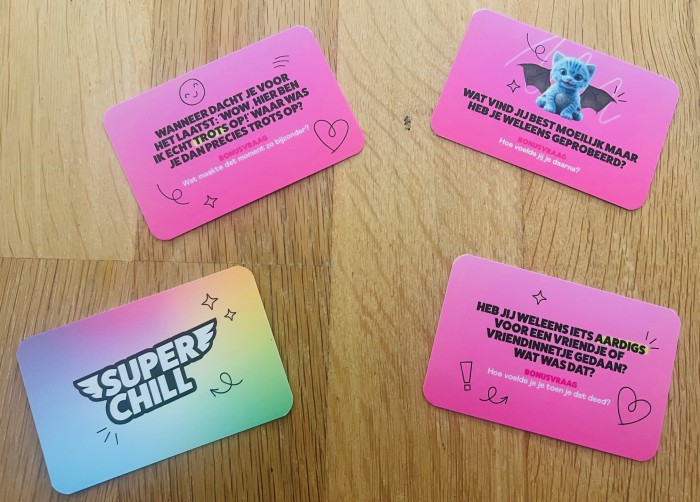 WANNEER DACHT JE VOOR
HET LAATST: 'WOW, HIER BEN
IK ECHT TROTS OP!' WAAR WAS
JE DAN PRECIES TROTS OP?
BONUSVRAAG
Wat maakte dat moment zo bijzonder?
WAT VIND JIJ BEST MOEILIJK MAAR
HEB JE WELEENS GEPROBEERD?
BONUSVRAAG
Hoe voelde jij je daarna?
SUPER
CHILL
HEB JIJ WELEENS IETS AARDIGS
VOOR EEN VRIENDJE OF
VRIENDINNETJE GEDAAN?
WAT WAS DAT?
BONUSVRAAG
Hoe voelde je je toen je dat deed?